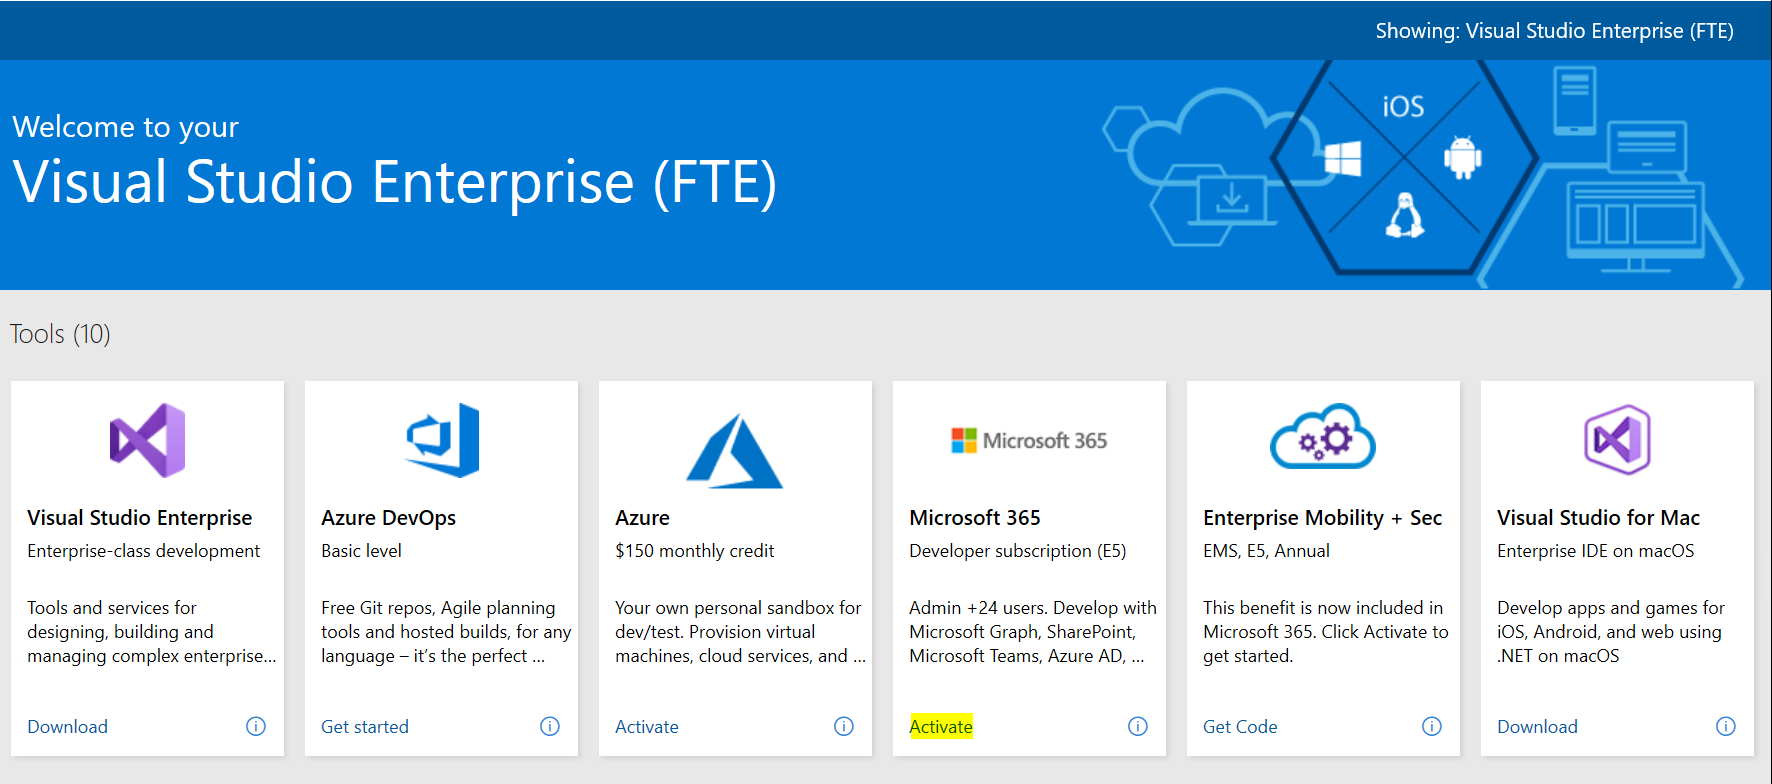 Showing: Visual Studio Enterprise (FTE)
Welcome to your
Visual Studio Enterprise (FTE)
iOS
Tools (10)
Visual Studio Enterprise
Enterprise-class development
Tools and services for
designing, building and
managing complex enterprise...
Download
Azure DevOps
Basic level
Free Git repos, Agile planning
tools and hosted builds, for any
language – it's the perfect ...
Get started
Azure
$150 monthly credit
Your own personal sandbox for
dev/test. Provision virtual
machines, cloud services, and ...
Activate
Microsoft 365
Microsoft 365
Developer subscription (E5)
Admin +24 users. Develop with
Microsoft Graph, SharePoint,
Microsoft Teams, Azure AD, ...
Activate
Enterprise Mobility + Sec
EMS, E5, Annual
This benefit is now included in
Microsoft 365. Click Activate to
get started.
Get Code
Visual Studio for Mac
Enterprise IDE on macOS
Develop apps and games for
iOS, Android, and web using
.NET on macOS
Download